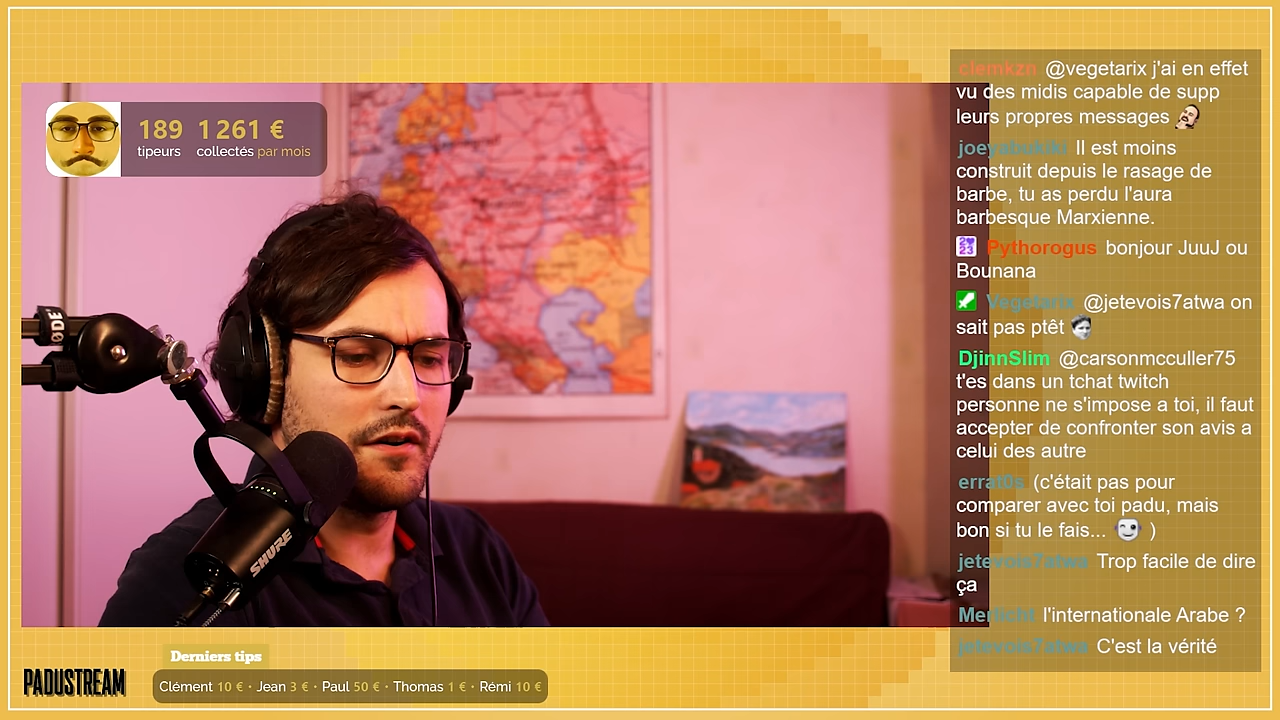 189 1 261 €
tipeurs collectés par mois
RØDE
SHURE
clemkzn @vegetarix j'ai en effet
vu des midis capable de supp
leurs propres messages
joeyabukiki Il est moins
construit depuis le rasage de
barbe, tu as perdu l'aura
barbesque Marxienne.
2023 Pythorogus bonjour JuuJ ou
Bounana
Vegetarix @jetevois7atwa on
sait pas ptêt
DjinnSlim @carsonmcculler75
t'es dans un tchat twitch
personne ne s'impose a toi, il faut
accepter de confronter son avis a
celui des autre
errat0s (c'était pas pour
comparer avec toi padu, mais
bon si tu le fais... )
jetevois7atwa Trop facile de dire
ça
Merlicht l'internationale Arabe ?
jetevois7atwa C'est la vérité
Derniers tips
PADUSTREAM
Clément 10 € · Jean 3 € · Paul 50 € · Thomas 1 € · Rémi 10 €